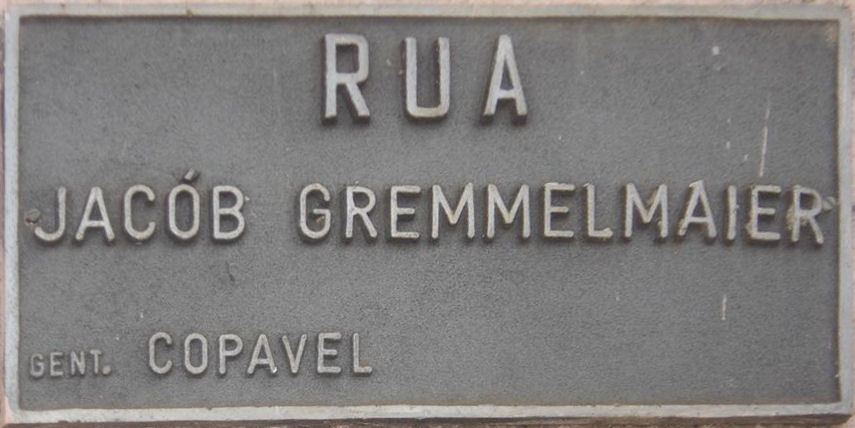 RUA
JACÓB GREMMELMAIER
GENT. COPAVEL